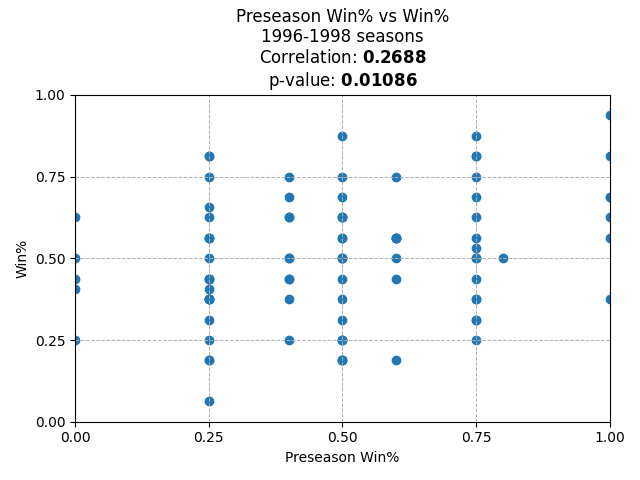 Preseason Win% vs Win%
1996-1998 seasons
Correlation: 0.2688
p-value: 0.01086
1.00
0.75
0.50
0.25
0.00
Win%
0.00 0.25 0.50 0.75 1.00
Preseason Win%